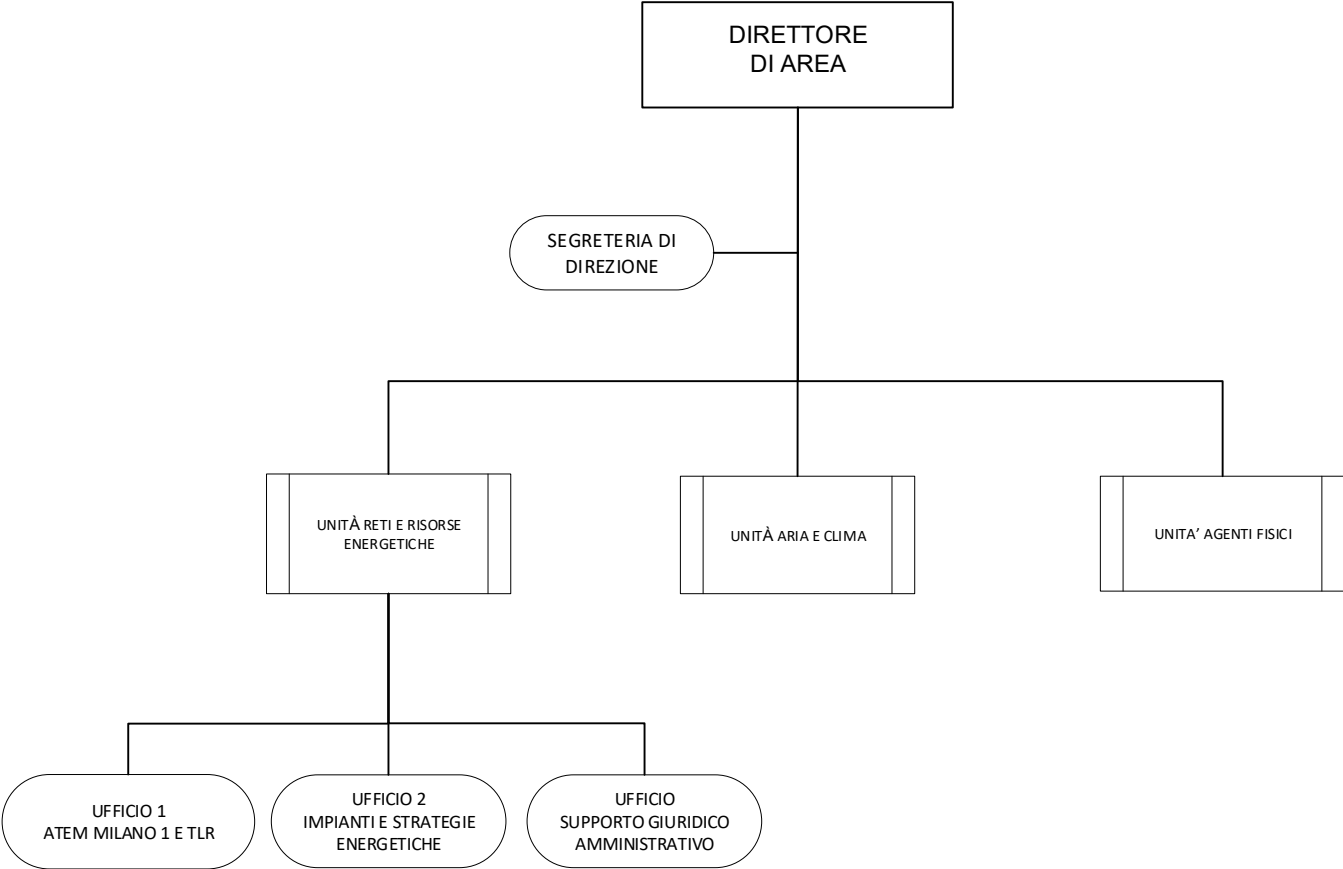 DIRETTORE
DI AREA
SEGRETERIA DI
DIREZIONE
UNITÀ RETI E RISORSE
ENERGETICHE
UNITÀ ARIA E CLIMA
UNITA’ AGENTI FISICI
UFFICIO 1
ATEM MILANO 1 E TLR
UFFICIO 2
IMPIANTI E STRATEGIE
ENERGETICHE
UFFICIO
SUPPORTO GIURIDICO
AMMINISTRATIVO